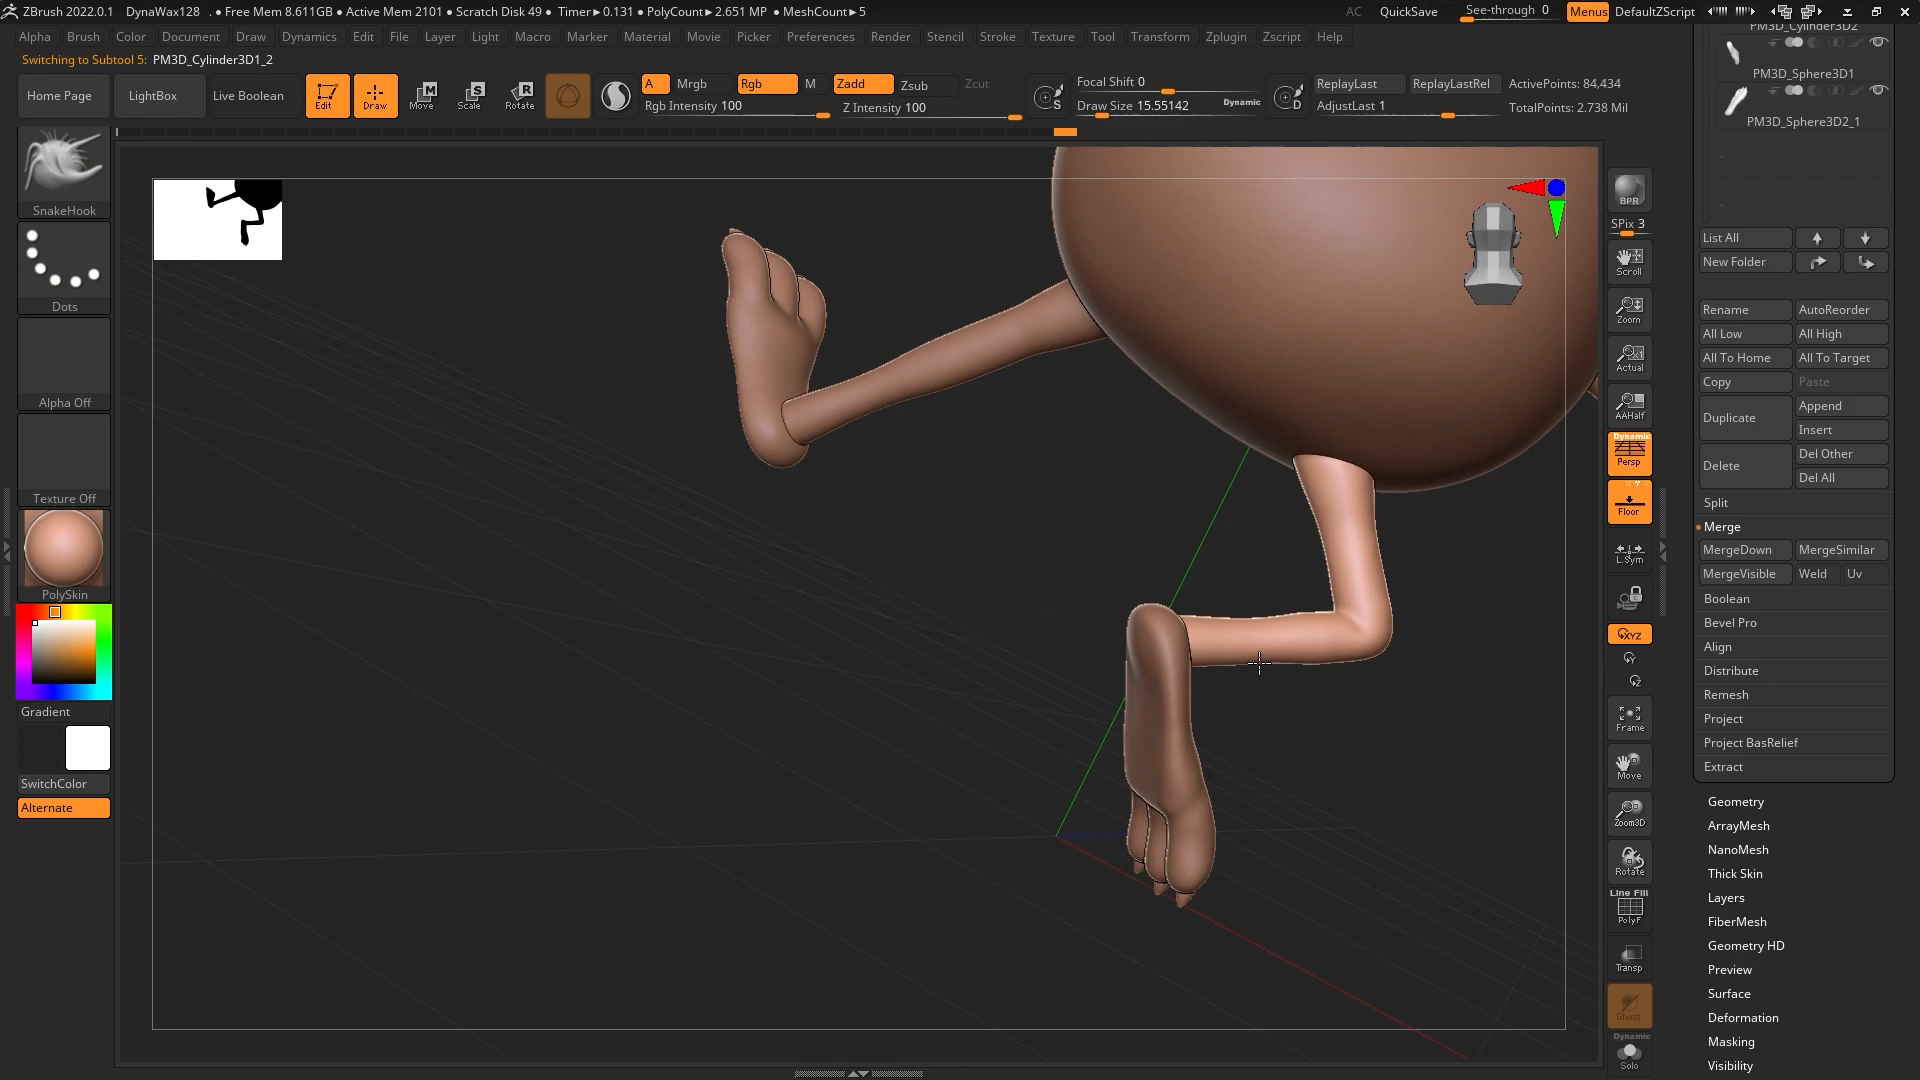 ZBrush 2022.0.1 DynaWax128 . ● Free Mem 8.611GB ● Active Mem 2101 ● Scratch Disk 49 ● Timer►0.131 ● PolyCount►2.651 MP ● MeshCount►5 AC QuickSave See-through 0 Menus DefaultZScript
Alpha Brush Color Document Draw Dynamics Edit File Layer Light Macro Marker Material Movie Picker Preferences Render Stencil Stroke Texture Tool Transform Zplugin Zscript Help
Switching to Subtool 5: PM3D_Cylinder3D1_2
Home Page LightBox Live Boolean Edit Draw Move Scale Rotate
M S R
A Mrgb Rgb M Zadd Zsub Zcut
Rgb Intensity 100 Z Intensity 100
S Focal Shift 0
Draw Size 15.55142 Dynamic
D ReplayLast ReplayLastRel
AdjustLast 1
ActivePoints: 84,434
TotalPoints: 2.738 Mil
SnakeHook
Dots
Alpha Off
Texture Off
PolySkin
Gradient
SwitchColor
Alternate
BPR
SPix 3
Scroll
Zoom
Actual
AAHalf
Dynamic
Persp
Floor
L.Sym
XYZ
Y
Z
Frame
Move
Zoom3D
Rotate
Line Fill
PolyF
Transp
Ghost
Dynamic
Solo
PM3D_Cylinder3D2
PM3D_Sphere3D1
PM3D_Sphere3D2_1
List All
New Folder
Rename AutoReorder
All Low All High
All To Home All To Target
Copy Paste
Duplicate Append
Insert
Delete Del Other
Del All
Split
Merge
MergeDown MergeSimilar
MergeVisible Weld Uv
Boolean
Bevel Pro
Align
Distribute
Remesh
Project
Project BasRelief
Extract
Geometry
ArrayMesh
NanoMesh
Thick Skin
Layers
FiberMesh
Geometry HD
Preview
Surface
Deformation
Masking
Visibility